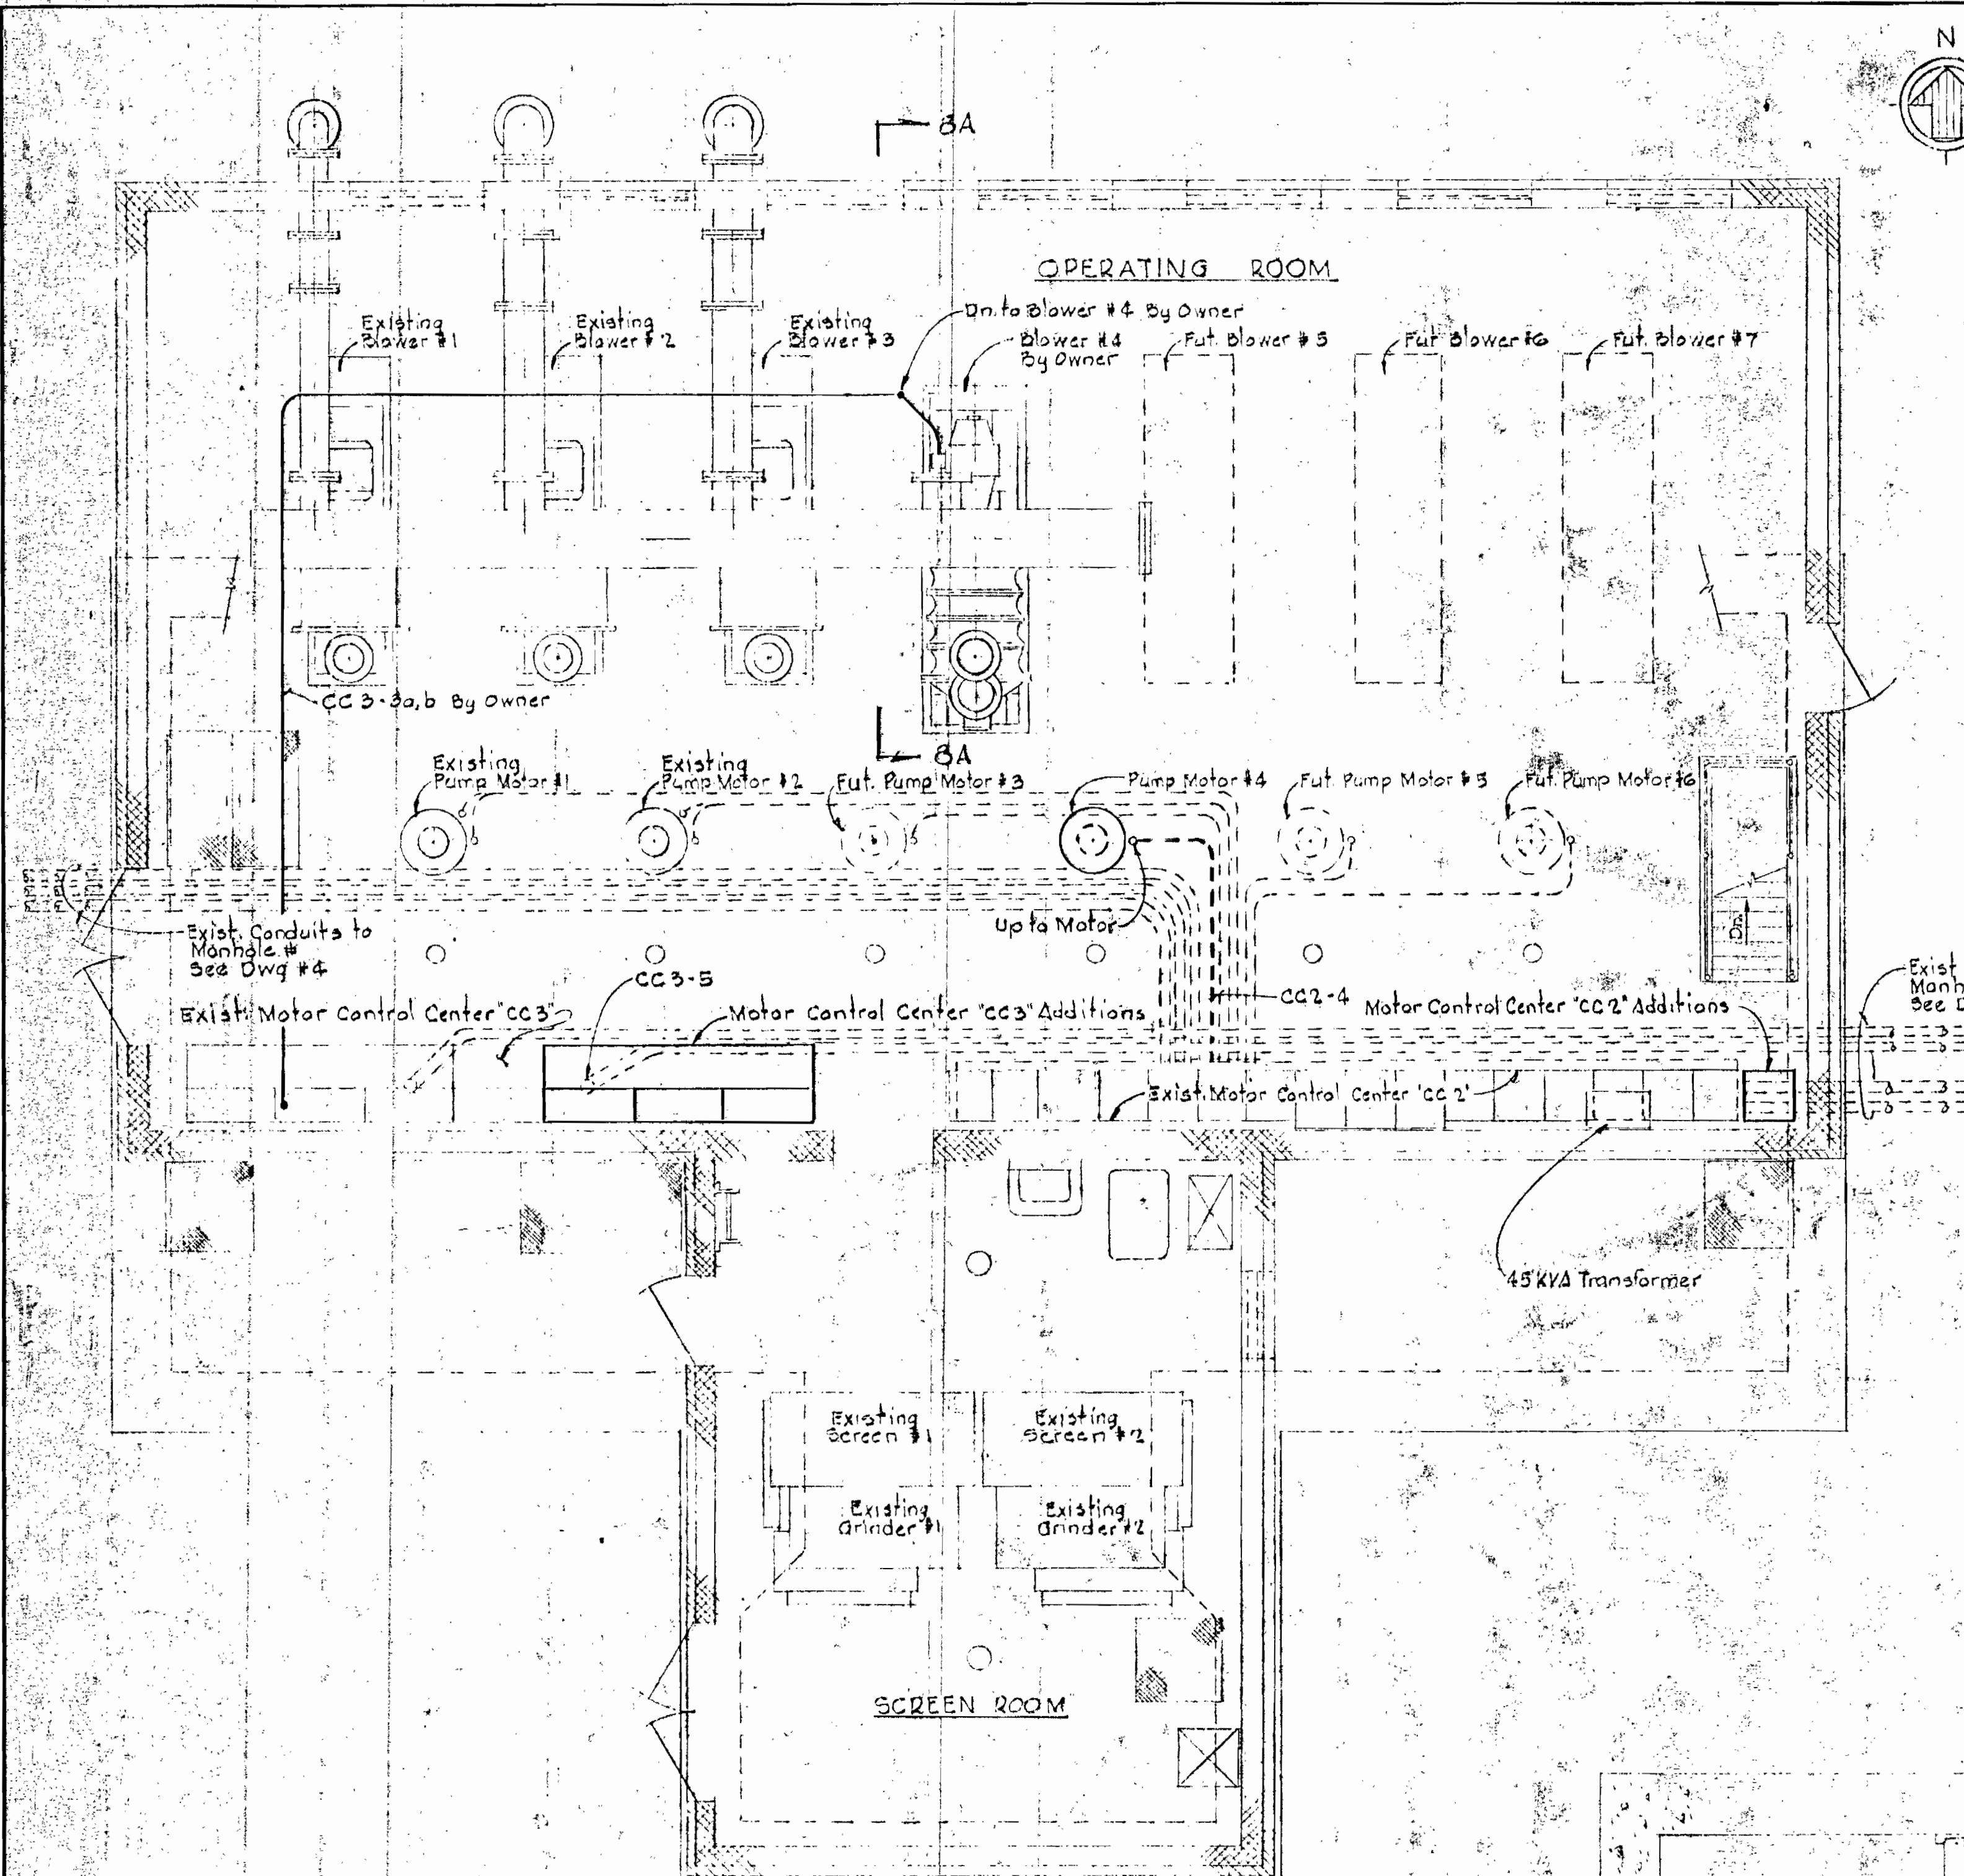 N
8A
OPERATING ROOM
Dn. to Blower #4 By Owner
Existing
Blower #1
Existing
Blower #2
Existing
Blower #3
Blower #4
By Owner
Fut. Blower #5
Fut. Blower #6
Fut. Blower #7
CC 3-3a,b By Owner
8A
Existing
Pump Motor #1
Existing
Pump Motor #2
Fut. Pump Motor #3
Pump Motor #4
Fut. Pump Motor #5
Fut. Pump Motor #6
Up to Motor
Dn.
Exist. Conduits to
Manhole #
See Dwg #4
CC3-5
CC2-4
Exist
Manh
See D
Exist. Motor Control Center "CC3"
Motor Control Center "CC3" Additions
Motor Control Center "CC2" Additions
Exist. Motor Control Center "CC2"
45 KVA Transformer
Existing
Screen #1
Existing
Screen #2
Existing
Grinder #1
Existing
Grinder #2
SCREEN ROOM